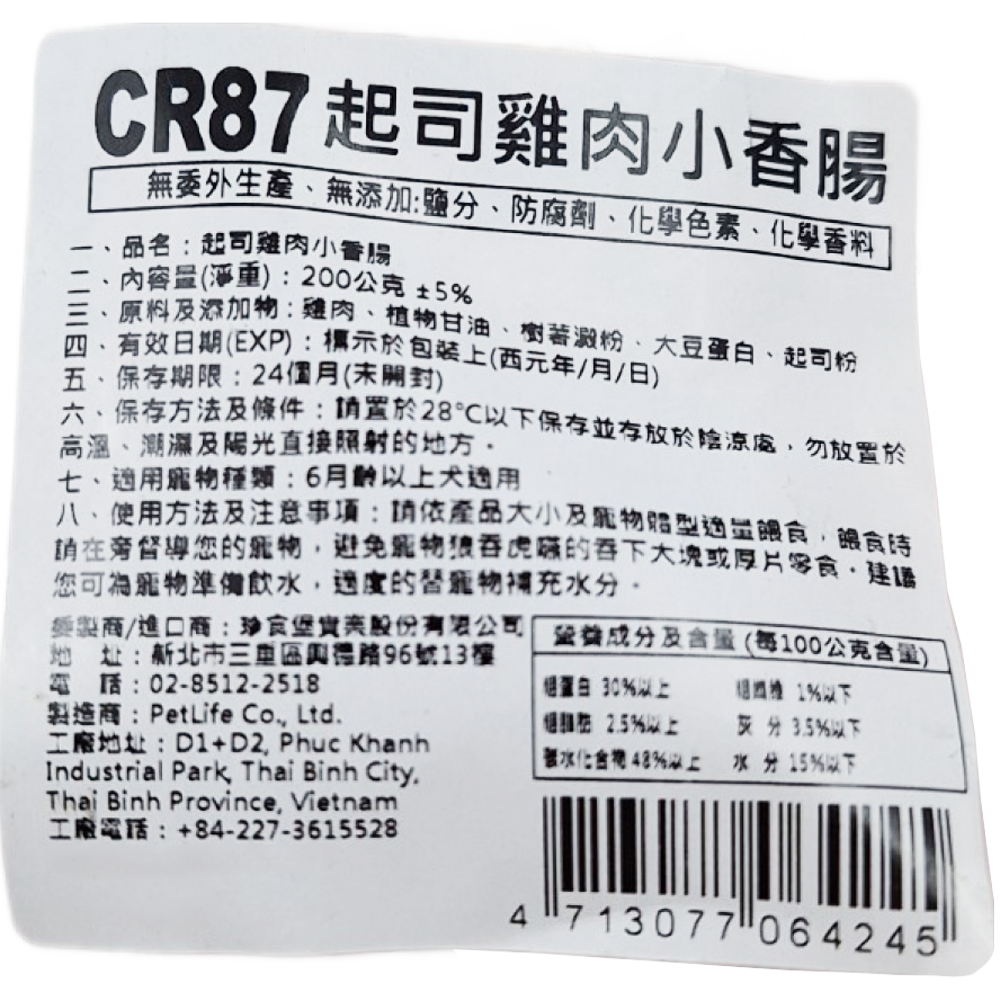 CR87起司雞肉小香腸
無委外生產、無添加:鹽分、防腐劑、化學色素、化學香料
一、品名：起司雞肉小香腸
二、內容量(淨重)：200公克 ±5%
三、原料及添加物：雞肉、植物甘油、樹薯澱粉、大豆蛋白、起司粉
四、有效日期(EXP)：標示於包裝上(西元年/月/日)
五、保存期限：24個月(未開封)
六、保存方法及條件：請置於28°C以下保存並存放於陰涼處，勿放置於
高溫、潮濕及陽光直接照射的地方。
七、適用寵物種類：6月齡以上犬適用
八、使用方法及注意事項：請依產品大小及寵物體型適量餵食，餵食時
請在旁督導您的寵物，避免寵物狼吞虎嚥的吞下大塊或厚片零食。建議
您可為寵物準備飲水，適度的替寵物補充水分。
委製商/進口商：珍食堡實業股份有限公司
地　址：新北市三重區興德路96號13樓
電　話：02-8512-2518
製造商：PetLife Co., Ltd.
工廠地址：D1+D2, Phuc Khanh
Industrial Park, Thai Binh City,
Thai Binh Province, Vietnam
工廠電話：+84-227-3615528
營養成分及含量 (每100公克含量)
粗蛋白 30%以上　粗纖維 1%以下
粗脂肪 2.5%以上　灰 分 3.5%以下
碳水化合物 48%以上　水 分 15%以下
4 713077 064245